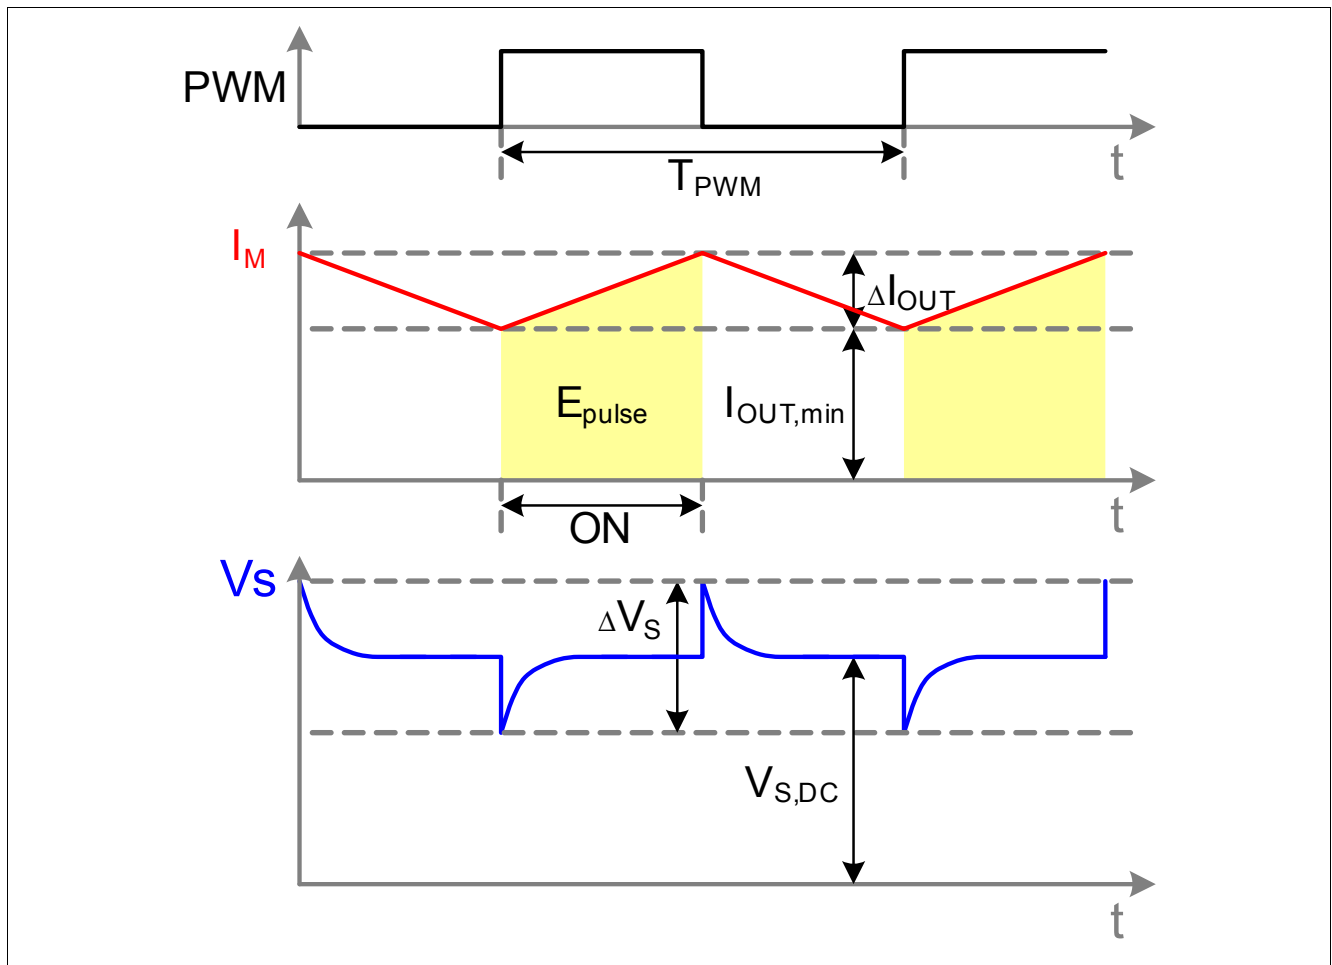 PWM
t
TPWM
IM
ΔIOUT
Epulse
IOUT,min
t
ON
Vs
ΔVS
VS,DC
t